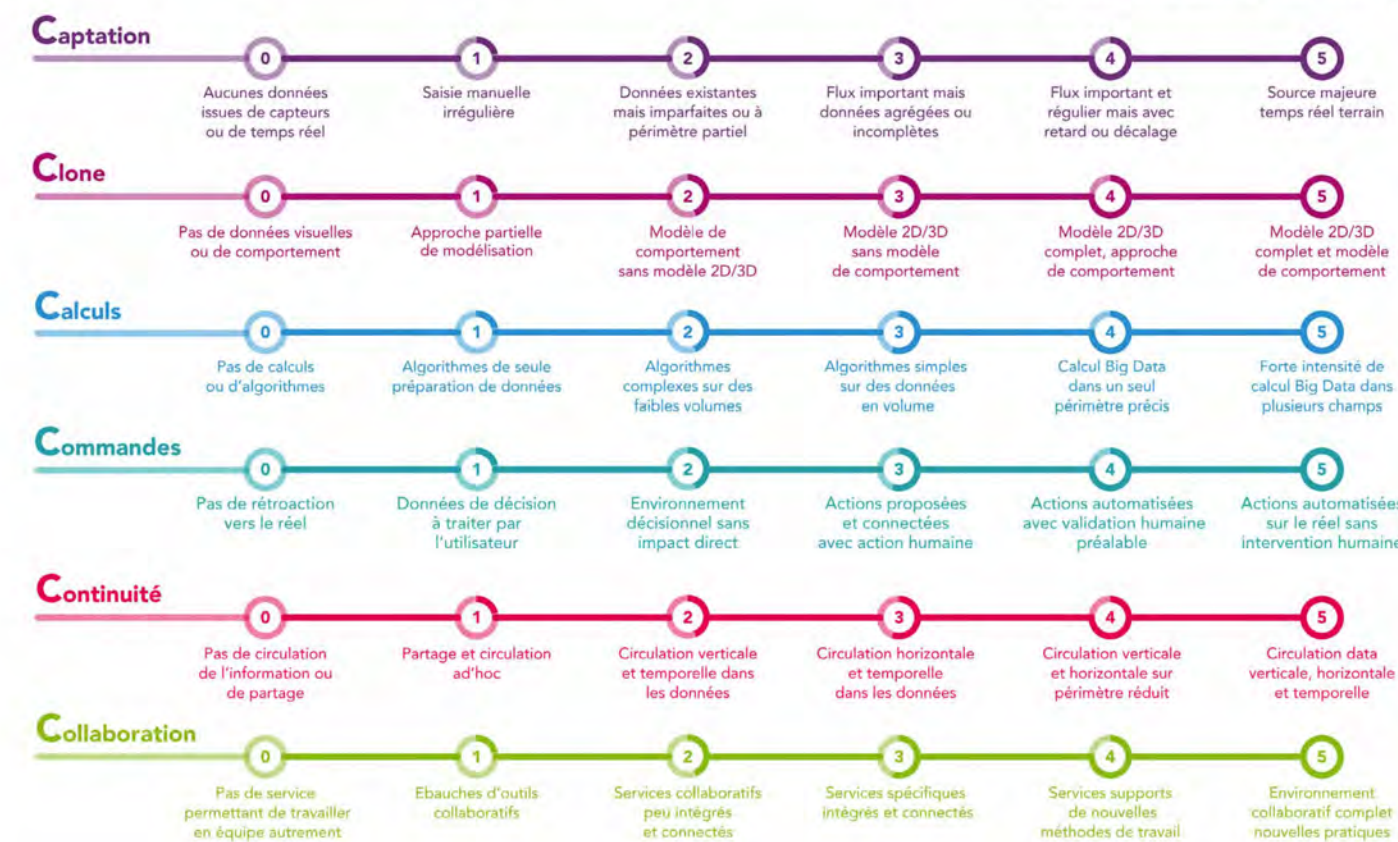 Captation
0 1 2 3 4 5
Aucunes données
issues de capteurs
ou de temps réel
Saisie manuelle
irrégulière
Données existantes
mais imparfaites ou à
périmètre partiel
Flux important mais
données agrégées ou
incomplètes
Flux important et
régulier mais avec
retard ou décalage
Source majeure
temps réel terrain
Clone
0 1 2 3 4 5
Pas de données visuelles
ou de comportement
Approche partielle
de modélisation
Modèle de
comportement
sans modèle 2D/3D
Modèle 2D/3D
sans modèle
de comportement
Modèle 2D/3D
complet, approche
de comportement
Modèle 2D/3D
complet et modèle
de comportement
Calculs
0 1 2 3 4 5
Pas de calculs
ou d'algorithmes
Algorithmes de seule
préparation de données
Algorithmes
complexes sur des
faibles volumes
Algorithmes simples
sur des données
en volume
Calcul Big Data
dans un seul
périmètre précis
Forte intensité de
calcul Big Data dans
plusieurs champs
Commandes
0 1 2 3 4 5
Pas de rétroaction
vers le réel
Données de décision
à traiter par
l'utilisateur
Environnement
décisionnel sans
impact direct
Actions proposées
et connectées
avec action humaine
Actions automatisées
avec validation humaine
préalable
Actions automatisées
sur le réel sans
intervention humaine
Continuité
0 1 2 3 4 5
Pas de circulation
de l'information ou
de partage
Partage et circulation
ad'hoc
Circulation verticale
et temporelle dans
les données
Circulation horizontale
et temporelle
dans les données
Circulation verticale
et horizontale sur
périmètre réduit
Circulation data
verticale, horizontale
et temporelle
Collaboration
0 1 2 3 4 5
Pas de service
permettant de travailler
en équipe autrement
Ebauches d'outils
collaboratifs
Services collaboratifs
peu intégrés
et connectés
Services spécifiques
intégrés et connectés
Services supports
de nouvelles
méthodes de travail
Environnement
collaboratif complet
nouvelles pratiques